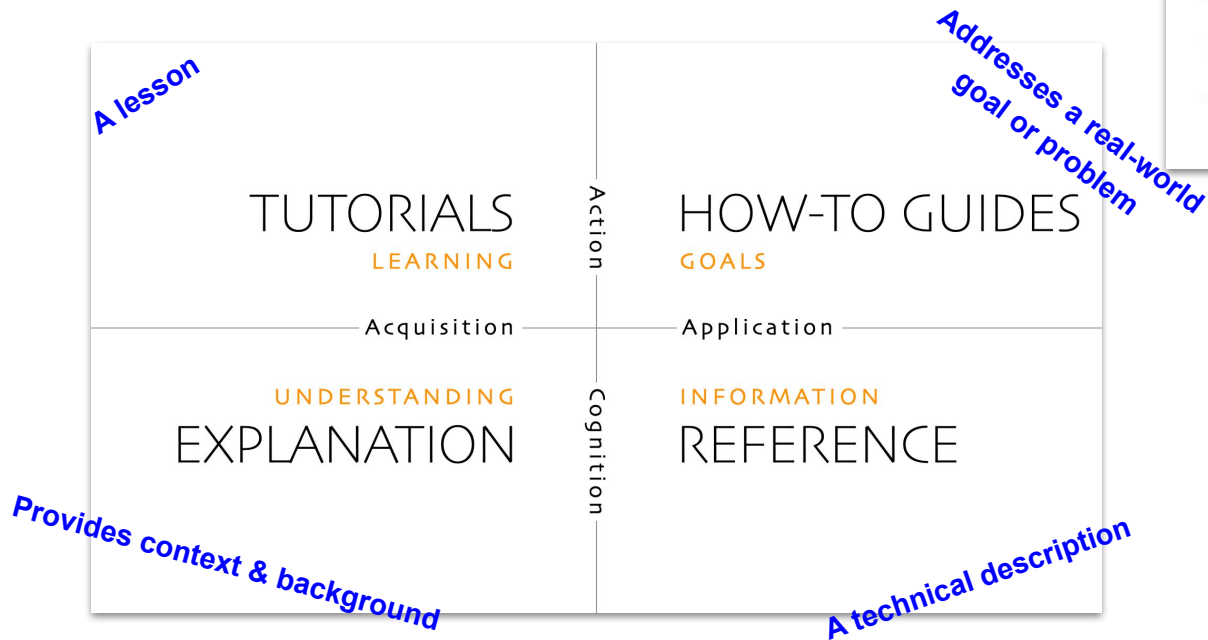 A lesson
Addresses a real-world
goal or problem
TUTORIALS
LEARNING
Action
HOW-TO GUIDES
GOALS
Acquisition
Application
UNDERSTANDING
EXPLANATION
Cognition
INFORMATION
REFERENCE
Provides context & background
A technical description